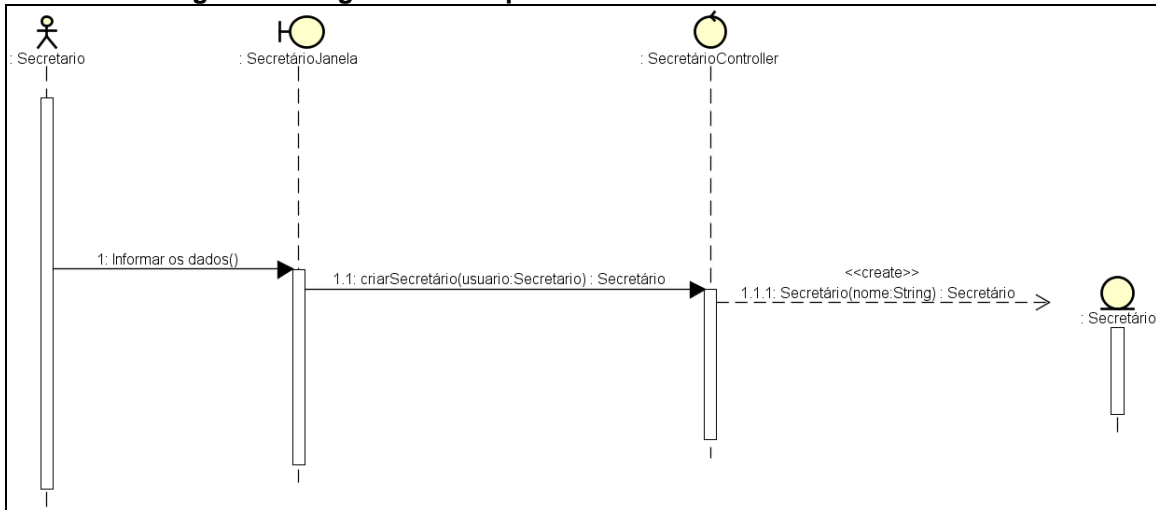 : Secretario
: SecretárioJanela
: SecretárioController
1: Informar os dados()
1.1: criarSecretário(usuario:Secretario) : Secretário
<<create>>
1.1.1: Secretário(nome:String) : Secretário
: Secretário